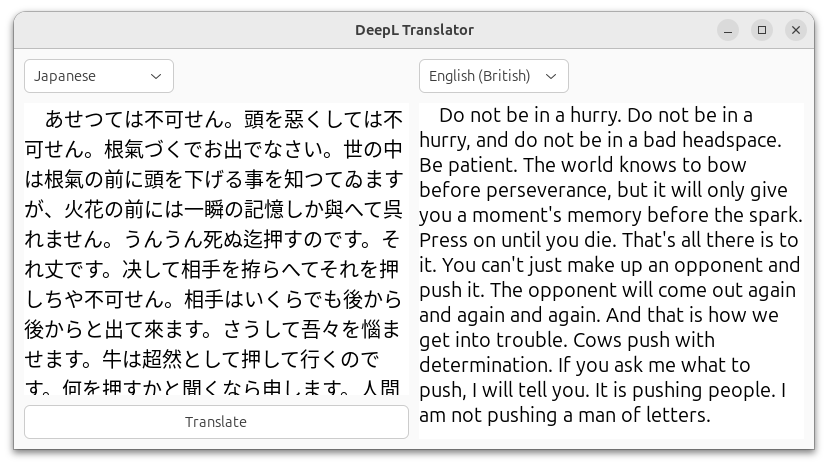 DeepL Translator
Japanese
English (British)
あせつては不可せん。頭を惡くしては不
可せん。根氣づくでお出でなさい。世の中
は根氣の前に頭を下げる事を知つてゐます
が、火花の前には一瞬の記憶しか與へて呉
れません。うんうん死ぬ迄押すのです。そ
れ丈です。决して相手を拵らへてそれを押
しちや不可せん。相手はいくらでも後から
後からと出て來ます。さうして吾々を惱ま
せます。牛は超然として押して行くので
す。何を押すかと聞くなら申します。人間
Translate
Do not be in a hurry. Do not be in a
hurry, and do not be in a bad headspace.
Be patient. The world knows to bow
before perseverance, but it will only give
you a moment's memory before the spark.
Press on until you die. That's all there is to
it. You can't just make up an opponent and
push it. The opponent will come out again
and again and again. And that is how we
get into trouble. Cows push with
determination. If you ask me what to
push, I will tell you. It is pushing people. I
am not pushing a man of letters.